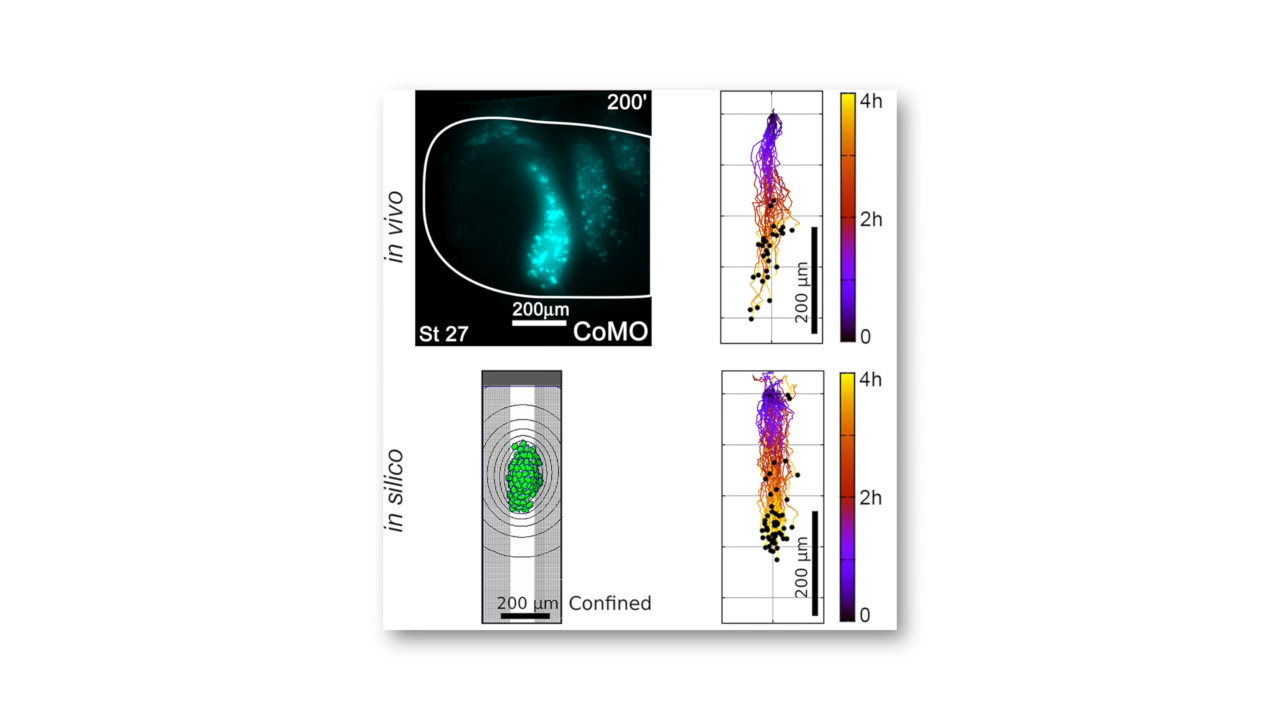 in vivo
200'
200μm
St 27
CoMO
200 μm
4h
2h
0
in silico
200 μm
Confined
200 μm
4h
2h
0